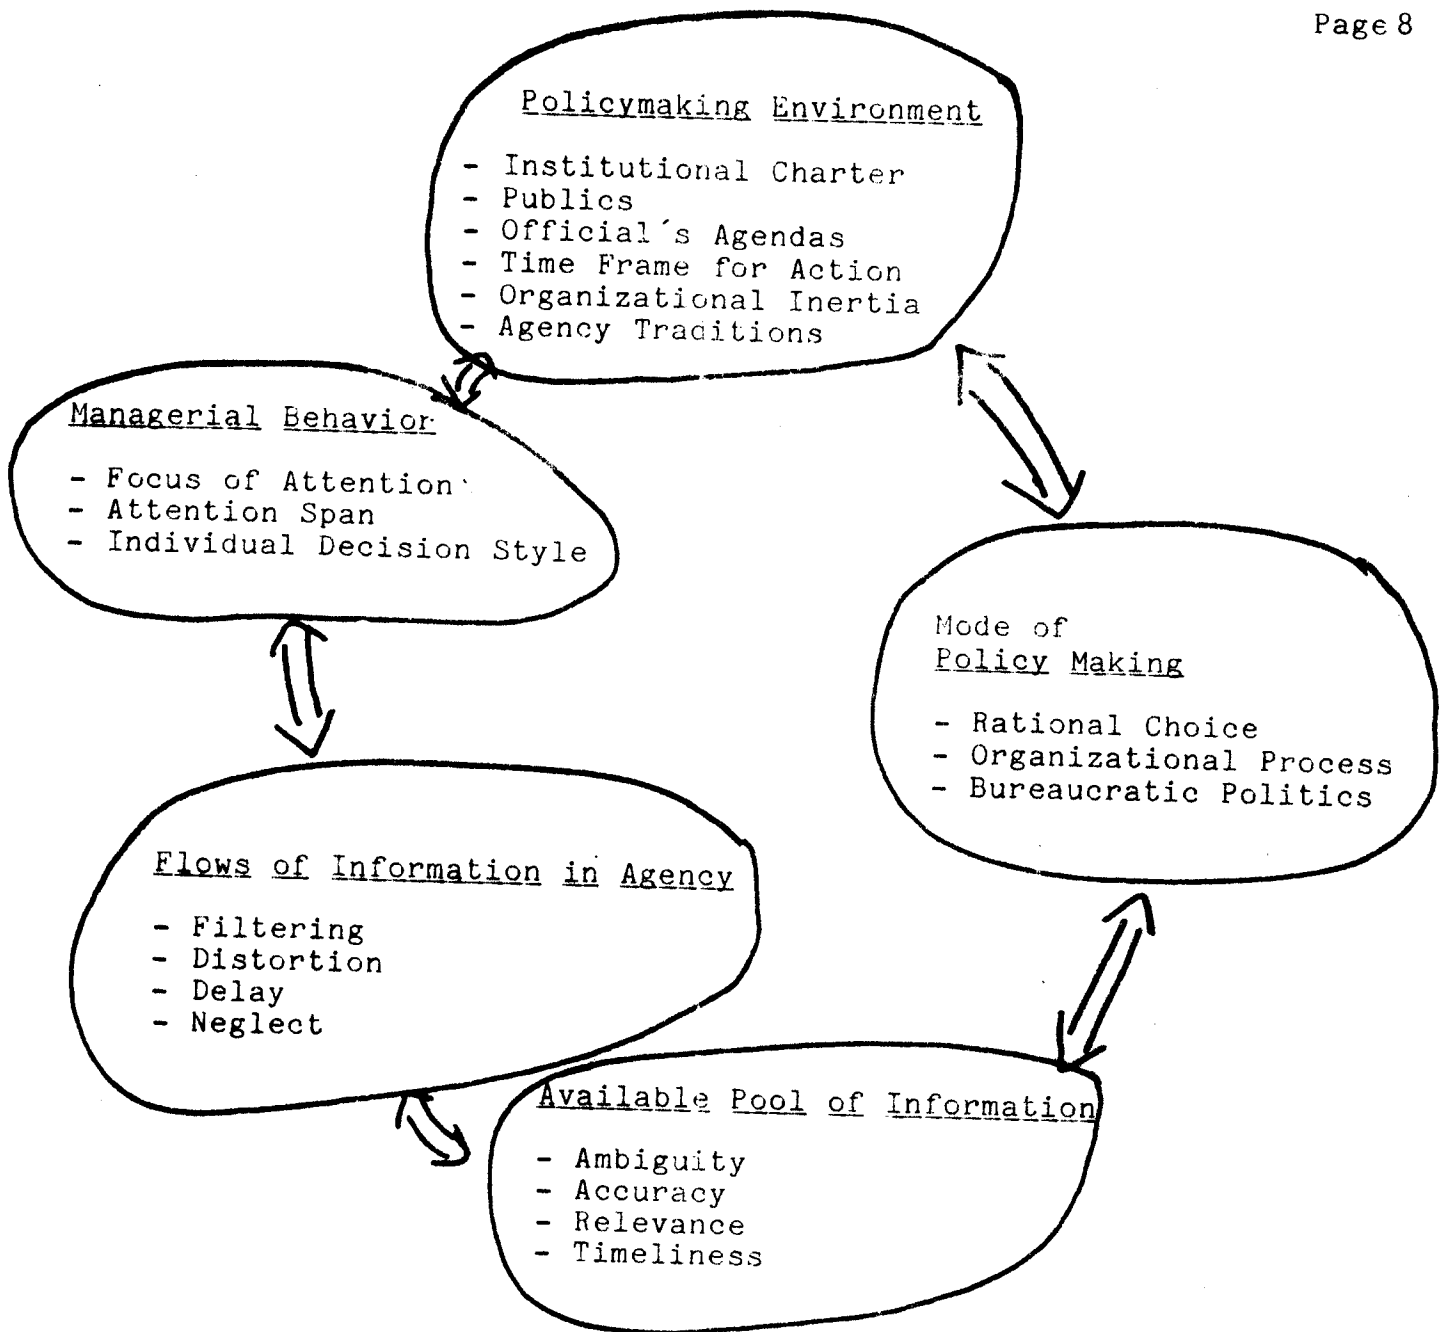 Page 8
Policymaking Environment
- Institutional Charter
- Publics
- Official´s Agendas
- Time Frame for Action
- Organizational Inertia
- Agency Traditions
Managerial Behavior
- Focus of Attention
- Attention Span
- Individual Decision Style
Mode of
Policy Making
- Rational Choice
- Organizational Process
- Bureaucratic Politics
Flows of Information in Agency
- Filtering
- Distortion
- Delay
- Neglect
Available Pool of Information
- Ambiguity
- Accuracy
- Relevance
- Timeliness